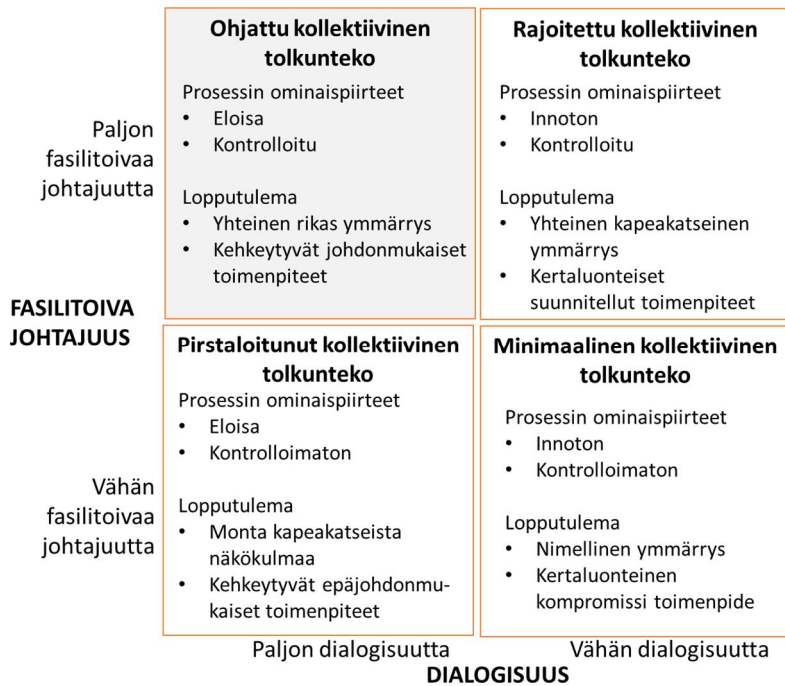 Ohjattu kollektiivinen
tolkunteko
Prosessin ominaispiirteet
• Eloisa
• Kontrolloitu
Lopputulema
• Yhteinen rikas ymmärrys
• Kehkeytyvät johdonmukaiset
toimenpiteet
Rajoitettu kollektiivinen
tolkunteko
Prosessin ominaispiirteet
• Innoton
• Kontrolloitu
Lopputulema
• Yhteinen kapeakatseinen
ymmärrys
• Kertaluonteiset
suunnitellut toimenpiteet
Paljon
fasilitoivaa
johtajuutta
FASILITOIVA
JOHTAJUUS
Vähän
fasilitoivaa
johtajuutta
Pirstaloitunut kollektiivinen
tolkunteko
Prosessin ominaispiirteet
• Eloisa
• Kontrolloimaton
Lopputulema
• Monta kapeakatseista
näkökulmaa
• Kehkeytyvät epäjohdonmu-
kaiset toimenpiteet
Minimaalinen kollektiivinen
tolkunteko
Prosessin ominaispiirteet
• Innoton
• Kontrolloimaton
Lopputulema
• Nimellinen ymmärrys
• Kertaluonteinen
kompromissi toimenpide
Paljon dialogisuutta
Vähän dialogisuutta
DIALOGISUUS